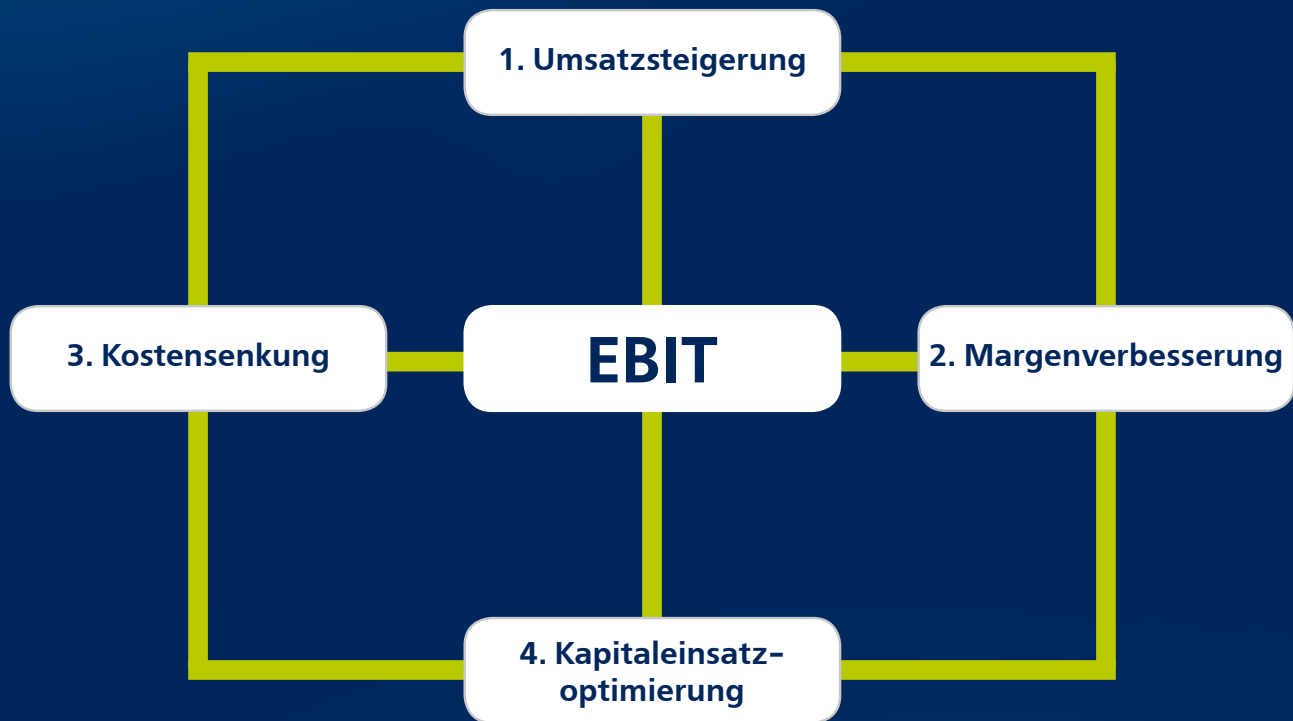 1. Umsatzsteigerung
3. Kostensenkung
EBIT
2. Margenverbesserung
4. Kapitaleinsatz-
optimierung